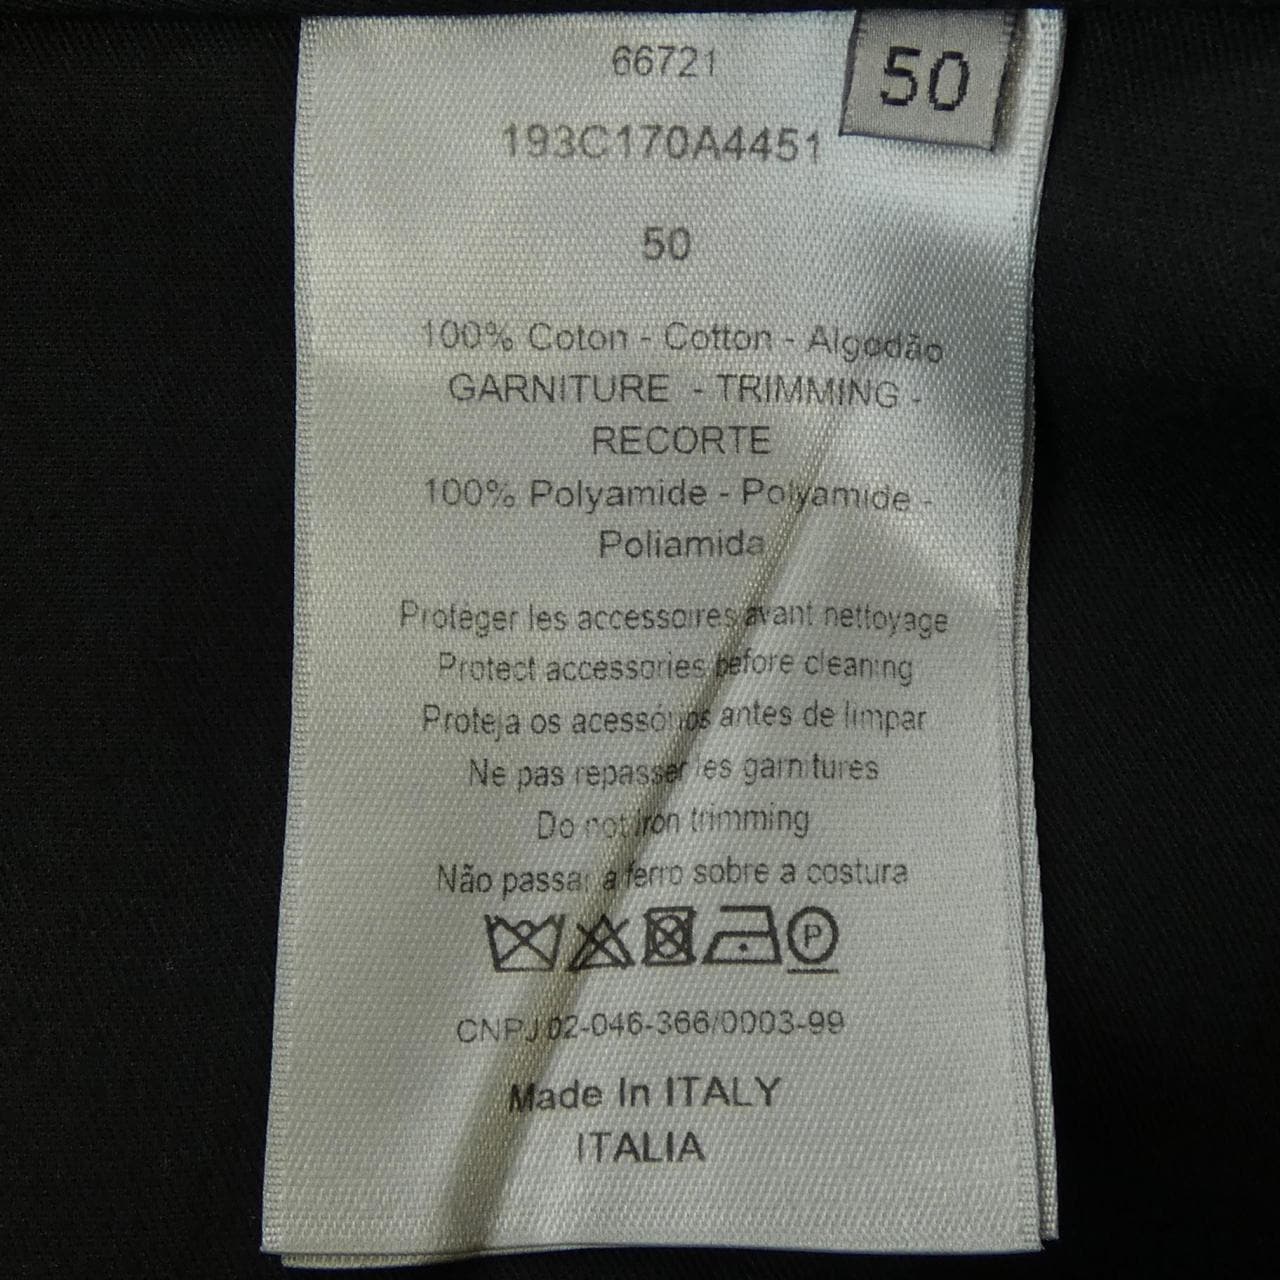 66721
50
193C170A4451
50
100% Coton - Cotton - Algodão
GARNITURE - TRIMMING -
RECORTE
100% Polyamide - Polyamide -
Poliamida
Protéger les accessoires avant nettoyage
Protect accessories before cleaning
Proteja os acessórios antes de limpar
Ne pas repasser les garnitures
Do not iron trimming
Não passar a ferro sobre a costura
P
CNPJ 02-046-366/0003-99
Made In ITALY
ITALIA